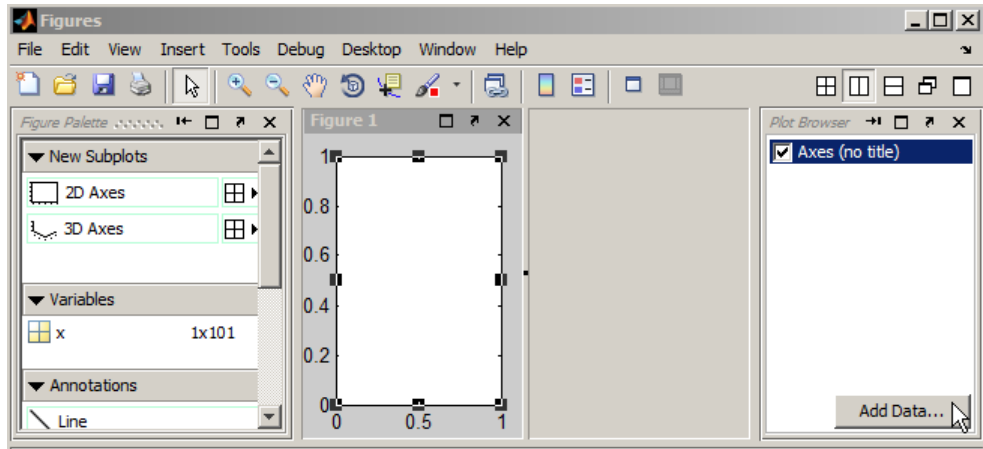 Figures
File Edit View Insert Tools Debug Desktop Window Help
Figure Palette
New Subplots
2D Axes
3D Axes
Variables
x 1x101
Annotations
Line
Figure 1
1
0.8
0.6
0.4
0.2
0
0 0.5 1
Plot Browser
Axes (no title)
Add Data...